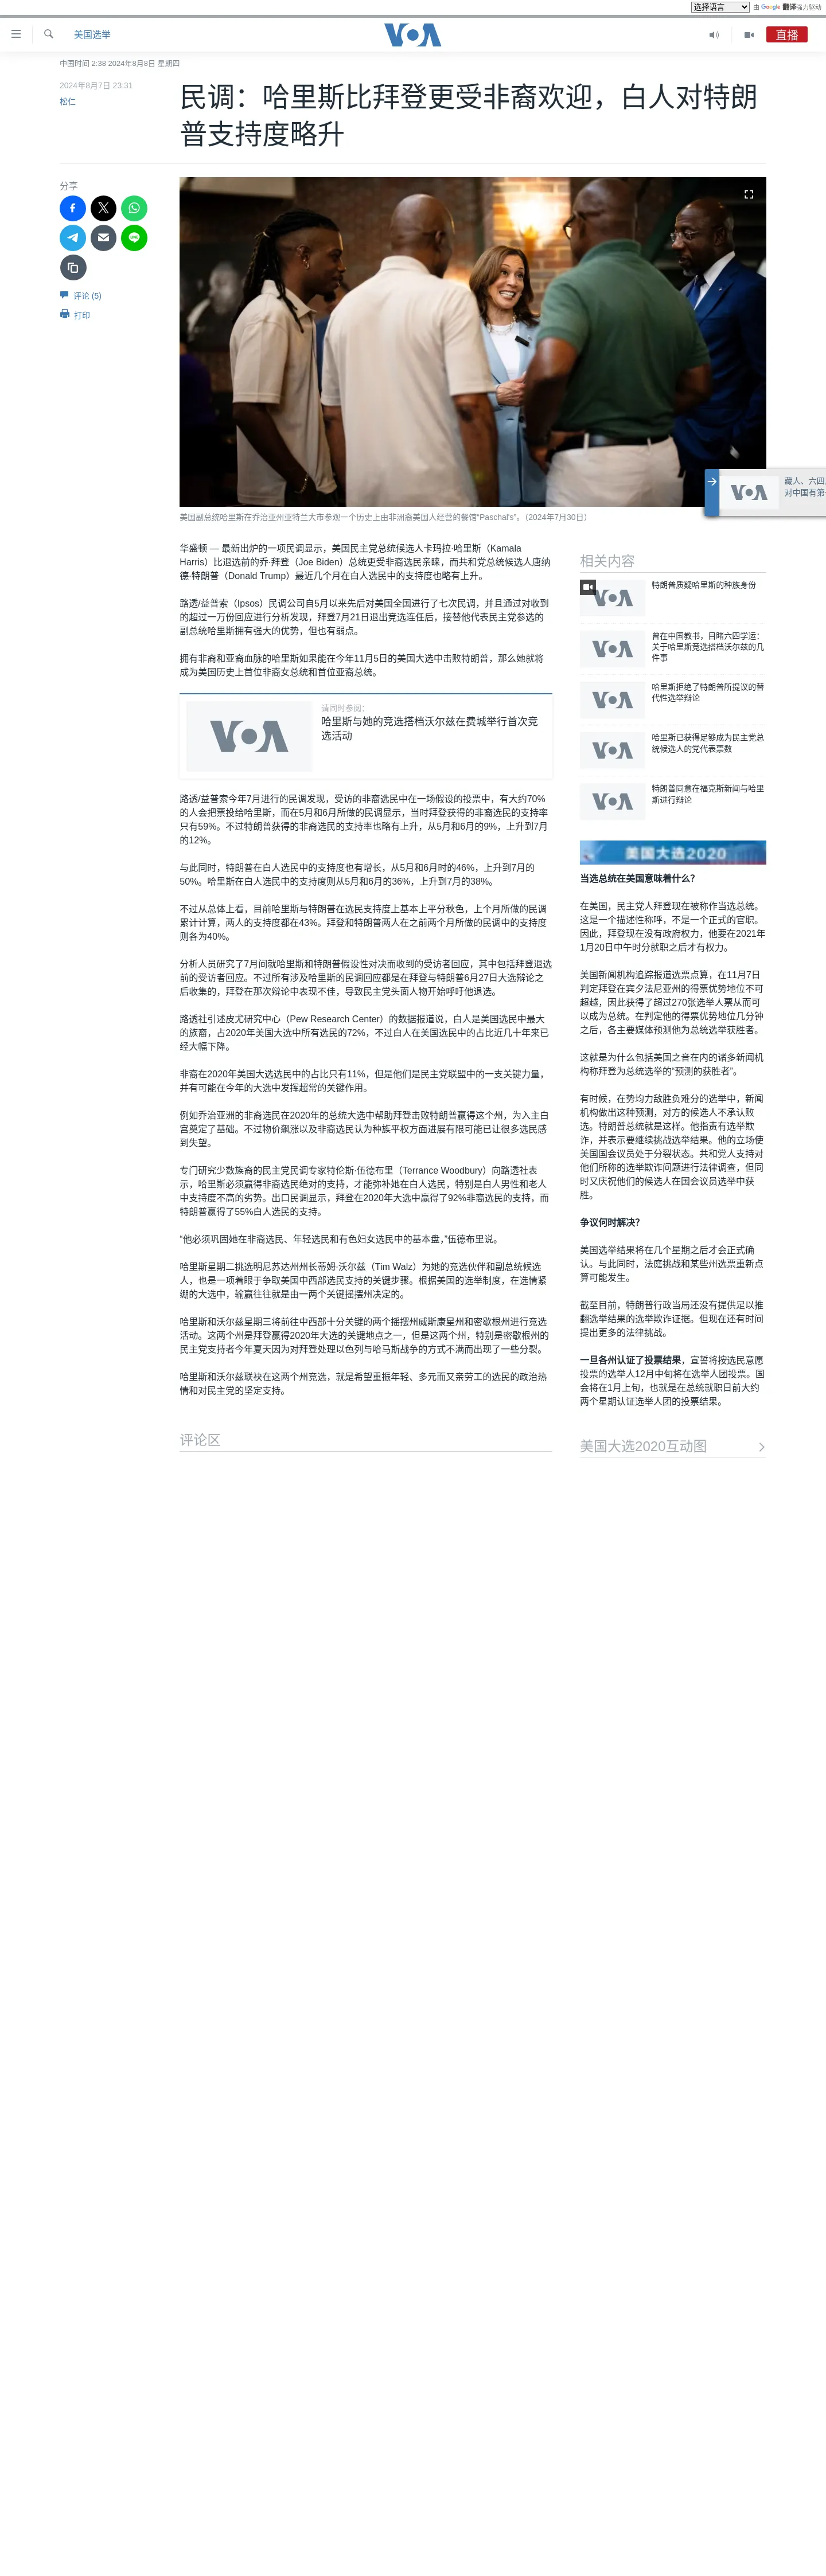 选择语言 由 Google 翻译强力驱动
美国选举
VOA
直播
中国时间 2:38 2024年8月8日 星期四
2024年8月7日 23:31
松仁
民调：哈里斯比拜登更受非裔欢迎，白人对特朗
普支持度略升
分享
评论 (5)
打印
美国副总统哈里斯在乔治亚州亚特兰大市参观一个历史上由非洲裔美国人经营的餐馆“Paschal's”。（2024年7月30日）
藏人、六四
对中国有第
华盛顿 — 最新出炉的一项民调显示，美国民主党总统候选人卡玛拉·哈里斯（Kamala
Harris）比退选前的乔·拜登（Joe Biden）总统更受非裔选民亲睐，而共和党总统候选人唐纳
德·特朗普（Donald Trump）最近几个月在白人选民中的支持度也略有上升。
路透/益普索（Ipsos）民调公司自5月以来先后对美国全国进行了七次民调，并且通过对收到
的超过一万份回应进行分析发现，拜登7月21日退出竞选连任后，接替他代表民主党参选的
副总统哈里斯拥有强大的优势，但也有弱点。
拥有非裔和亚裔血脉的哈里斯如果能在今年11月5日的美国大选中击败特朗普，那么她就将
成为美国历史上首位非裔女总统和首位亚裔总统。
请同时参阅：
哈里斯与她的竞选搭档沃尔兹在费城举行首次竞
选活动
VOA
路透/益普索今年7月进行的民调发现，受访的非裔选民中在一场假设的投票中，有大约70%
的人会把票投给哈里斯，而在5月和6月所做的民调显示，当时拜登获得的非裔选民的支持率
只有59%。不过特朗普获得的非裔选民的支持率也略有上升，从5月和6月的9%，上升到7月
的12%。
与此同时，特朗普在白人选民中的支持度也有增长，从5月和6月时的46%，上升到7月的
50%。哈里斯在白人选民中的支持度则从5月和6月的36%，上升到7月的38%。
不过从总体上看，目前哈里斯与特朗普在选民支持度上基本上平分秋色，上个月所做的民调
累计计算，两人的支持度都在43%。拜登和特朗普两人在之前两个月所做的民调中的支持度
则各为40%。
分析人员研究了7月间就哈里斯和特朗普假设性对决而收到的受访者回应，其中包括拜登退选
前的受访者回应。不过所有涉及哈里斯的民调回应都是在拜登与特朗普6月27日大选辩论之
后收集的，拜登在那次辩论中表现不佳，导致民主党头面人物开始呼吁他退选。
路透社引述皮尤研究中心（Pew Research Center）的数据报道说，白人是美国选民中最大
的族裔，占2020年美国大选中所有选民的72%，不过白人在美国选民中的占比近几十年来已
经大幅下降。
非裔在2020年美国大选选民中的占比只有11%，但是他们是民主党联盟中的一支关键力量，
并有可能在今年的大选中发挥超常的关键作用。
例如乔治亚洲的非裔选民在2020年的总统大选中帮助拜登击败特朗普赢得这个州，为入主白
宫奠定了基础。不过物价飙涨以及非裔选民认为种族平权方面进展有限可能已让很多选民感
到失望。
专门研究少数族裔的民主党民调专家特伦斯·伍德布里（Terrance Woodbury）向路透社表
示，哈里斯必须赢得非裔选民绝对的支持，才能弥补她在白人选民，特别是白人男性和老人
中支持度不高的劣势。出口民调显示，拜登在2020年大选中赢得了92%非裔选民的支持，而
特朗普赢得了55%白人选民的支持。
“他必须巩固她在非裔选民、年轻选民和有色妇女选民中的基本盘，”伍德布里说。
哈里斯星期二挑选明尼苏达州州长蒂姆·沃尔兹（Tim Walz）为她的竞选伙伴和副总统候选
人，也是一项着眼于争取美国中西部选民支持的关键步骤。根据美国的选举制度，在选情紧
绷的大选中，输赢往往就是由一两个关键摇摆州决定的。
哈里斯和沃尔兹星期三将前往中西部十分关键的两个摇摆州威斯康星州和密歇根州进行竞选
活动。这两个州是拜登赢得2020年大选的关键地点之一，但是这两个州，特别是密歇根州的
民主党支持者今年夏天因为对拜登处理以色列与哈马斯战争的方式不满而出现了一些分裂。
哈里斯和沃尔兹联袂在这两个州竞选，就是希望重振年轻、多元而又亲劳工的选民的政治热
情和对民主党的坚定支持。
评论区
相关内容
特朗普质疑哈里斯的种族身份
曾在中国教书，目睹六四学运：
关于哈里斯竞选搭档沃尔兹的几
件事
哈里斯拒绝了特朗普所提议的替
代性选举辩论
哈里斯已获得足够成为民主党总
统候选人的党代表票数
特朗普同意在福克斯新闻与哈里
斯进行辩论
美国大选2020
当选总统在美国意味着什么？
在美国，民主党人拜登现在被称作当选总统。
这是一个描述性称呼，不是一个正式的官职。
因此，拜登现在没有政府权力，他要在2021年
1月20日中午时分就职之后才有权力。
美国新闻机构追踪报道选票点算，在11月7日
判定拜登在宾夕法尼亚州的得票优势地位不可
超越，因此获得了超过270张选举人票从而可
以成为总统。在判定他的得票优势地位几分钟
之后，各主要媒体预测他为总统选举获胜者。
这就是为什么包括美国之音在内的诸多新闻机
构称拜登为总统选举的“预测的获胜者”。
有时候，在势均力敌胜负难分的选举中，新闻
机构做出这种预测，对方的候选人不承认败
选。特朗普总统就是这样。他指责有选举欺
诈，并表示要继续挑战选举结果。他的立场使
美国国会议员处于分裂状态。共和党人支持对
他们所称的选举欺诈问题进行法律调查，但同
时又庆祝他们的候选人在国会议员选举中获
胜。
争议何时解决？
美国选举结果将在几个星期之后才会正式确
认。与此同时，法庭挑战和某些州选票重新点
算可能发生。
截至目前，特朗普行政当局还没有提供足以推
翻选举结果的选举欺诈证据。但现在还有时间
提出更多的法律挑战。
一旦各州认证了投票结果，宣誓将按选民意愿
投票的选举人12月中旬将在选举人团投票。国
会将在1月上旬，也就是在总统就职日前大约
两个星期认证选举人团的投票结果。
美国大选2020互动图